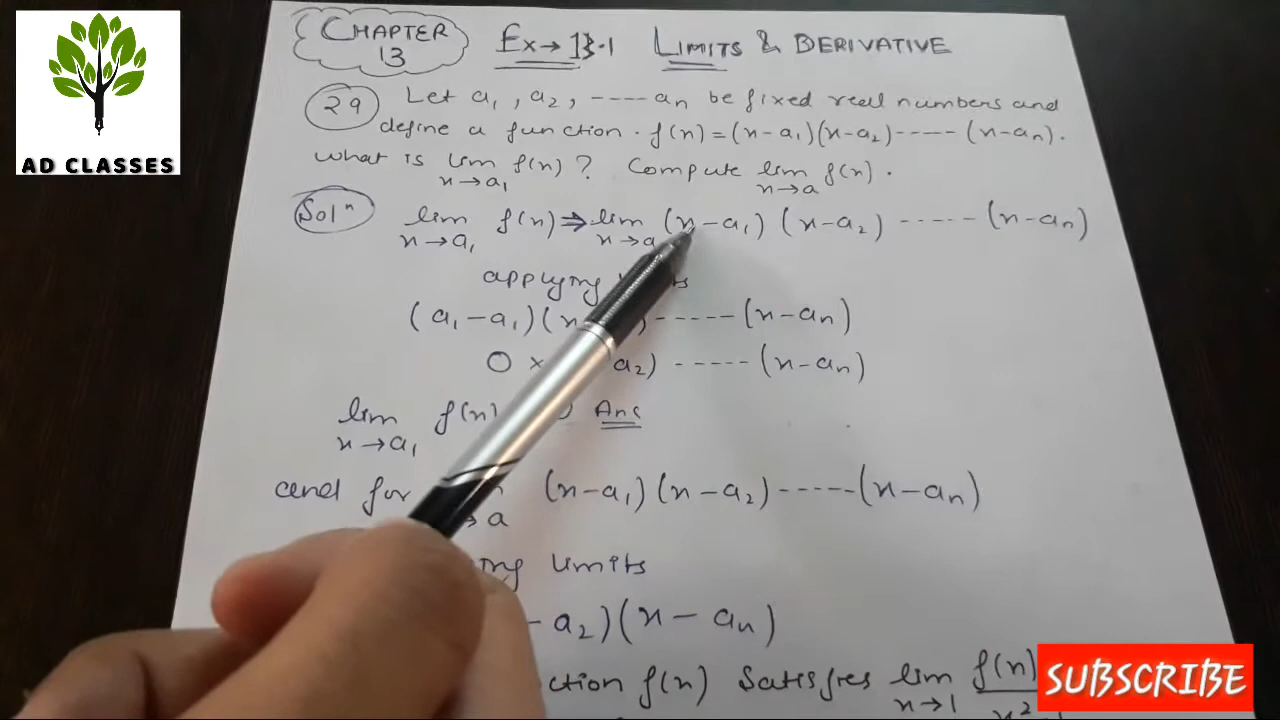 AD CLASSES
CHAPTER 13
Ex→ 13.1 LIMITS & DERIVATIVE
29 Let a₁, a₂, ---- aₙ be fixed real numbers and
define a function. f(x) = (x-a₁)(x-a₂)----- (x-aₙ).
what is lim x→a₁ f(x)? Compute lim x→a f(x).
Solⁿ lim x→a₁ f(x) ⇒ lim x→a (x-a₁) (x-a₂) ----- (x-aₙ)
applying
(a₁-a₁)(x ----- (x-aₙ)
0 × a₂) ----- (x-aₙ)
lim x→a₁ f(x) Ans
and for → a (x-a₁)(x-a₂)-----(x-aₙ)
limits
- a₂)(x-aₙ)
f(x) Satisfies lim x→1 f(x)
SUBSCRIBE